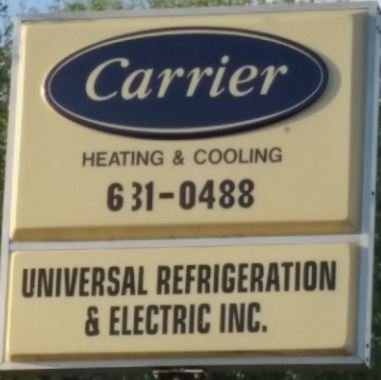 Carrier
HEATING & COOLING
631-0488
UNIVERSAL REFRIGERATION
& ELECTRIC INC.